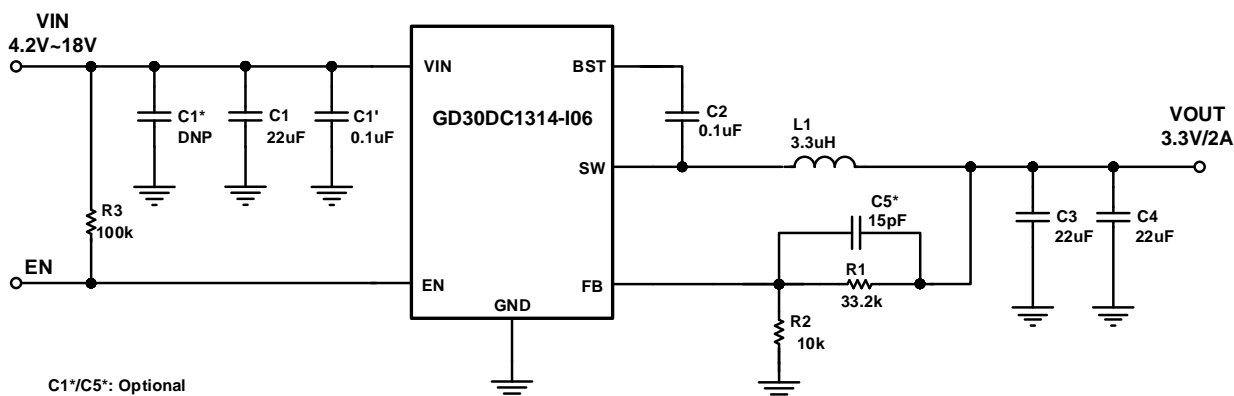 VIN
4.2V~18V
VIN
BST
C1*
DNP
C1
22uF
C1'
0.1uF
GD30DC1314-I06
C2
0.1uF
L1
3.3uH
VOUT
3.3V/2A
SW
R3
100k
C5*
15pF
C3
22uF
C4
22uF
EN
EN
FB
R1
33.2k
GND
R2
10k
C1*/C5*: Optional